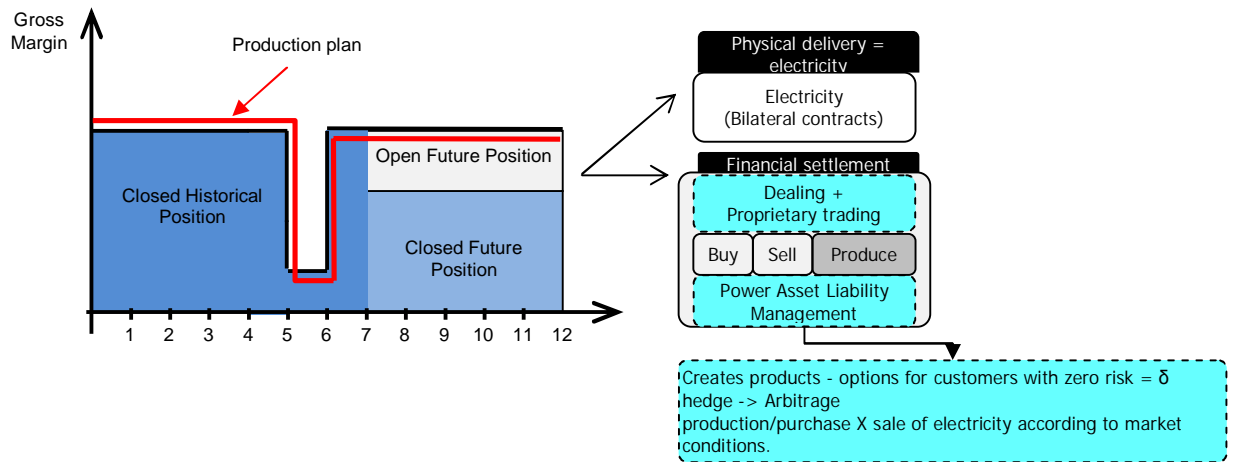 Gross
Margin
Production plan
Closed Historical
Position
Open Future Position
Closed Future
Position
1 2 3 4 5 6 7 8 9 10 11 12
Physical delivery =
electricity
Electricity
(Bilateral contracts)
Financial settlement
Dealing +
Proprietary trading
Buy Sell Produce
Power Asset Liability
Management
Creates products - options for customers with zero risk = δ
hedge -> Arbitrage
production/purchase X sale of electricity according to market
conditions.